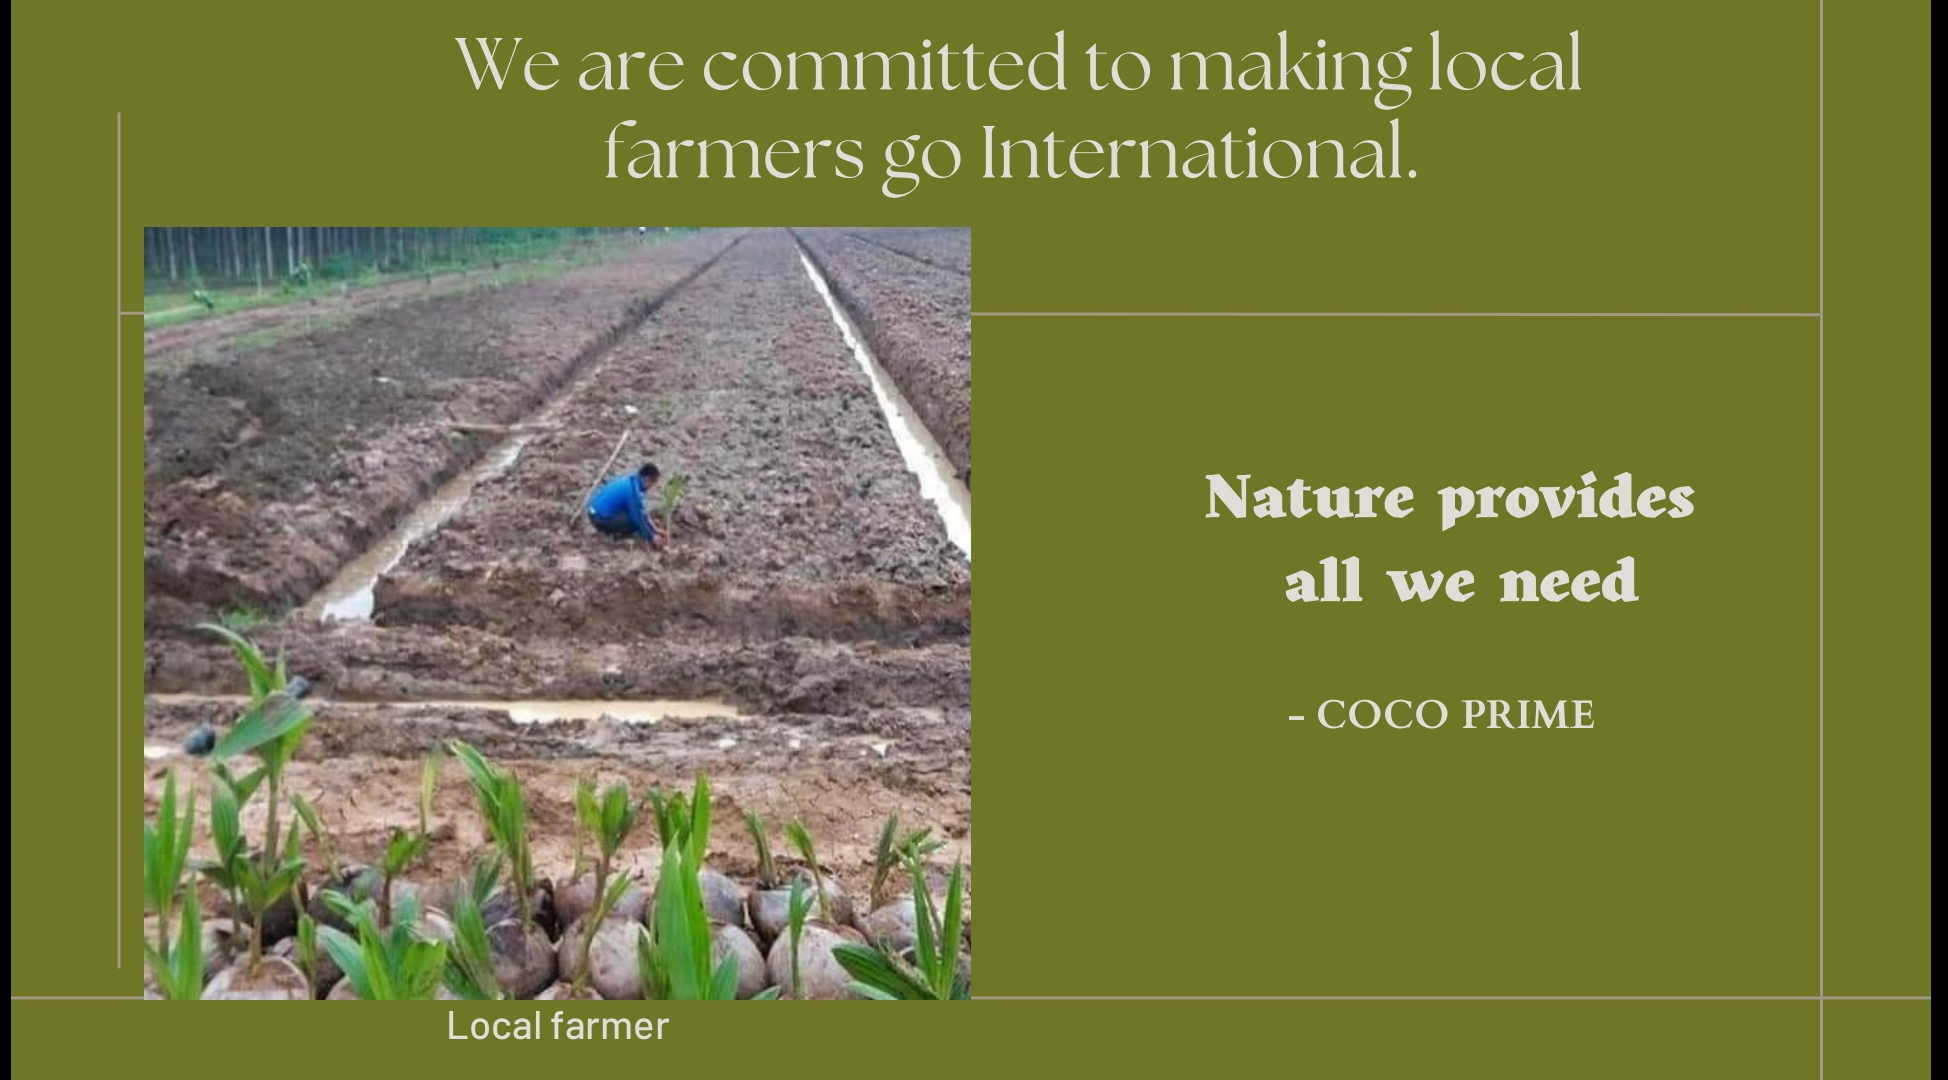 We are committed to making local
farmers go International.
Nature provides
all we need
- COCO PRIME
Local farmer